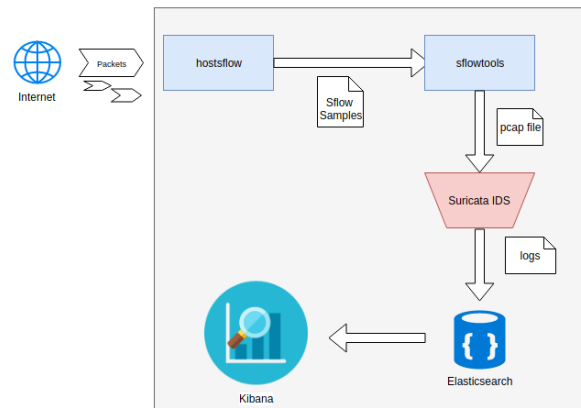 Packets
Internet
hostsflow
Sflow
Samples
sflowtools
pcap file
Suricata IDS
logs
{ }
Elasticsearch
Kibana